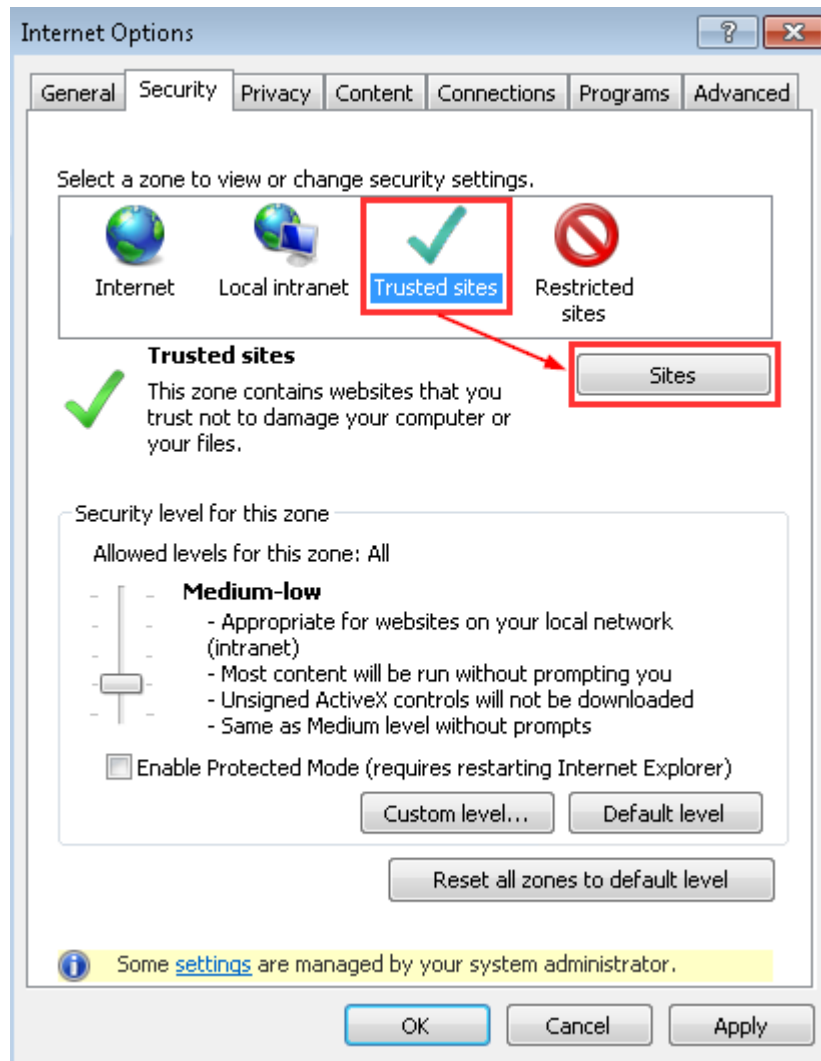 Internet Options
General Security Privacy Content Connections Programs Advanced
Select a zone to view or change security settings.
Internet Local intranet Trusted sites Restricted
sites
Trusted sites
Sites
This zone contains websites that you
trust not to damage your computer or
your files.
Security level for this zone
Allowed levels for this zone: All
Medium-low
- Appropriate for websites on your local network
(intranet)
- Most content will be run without prompting you
- Unsigned ActiveX controls will not be downloaded
- Same as Medium level without prompts
Enable Protected Mode (requires restarting Internet Explorer)
Custom level... Default level
Reset all zones to default level
Some settings are managed by your system administrator.
OK Cancel Apply